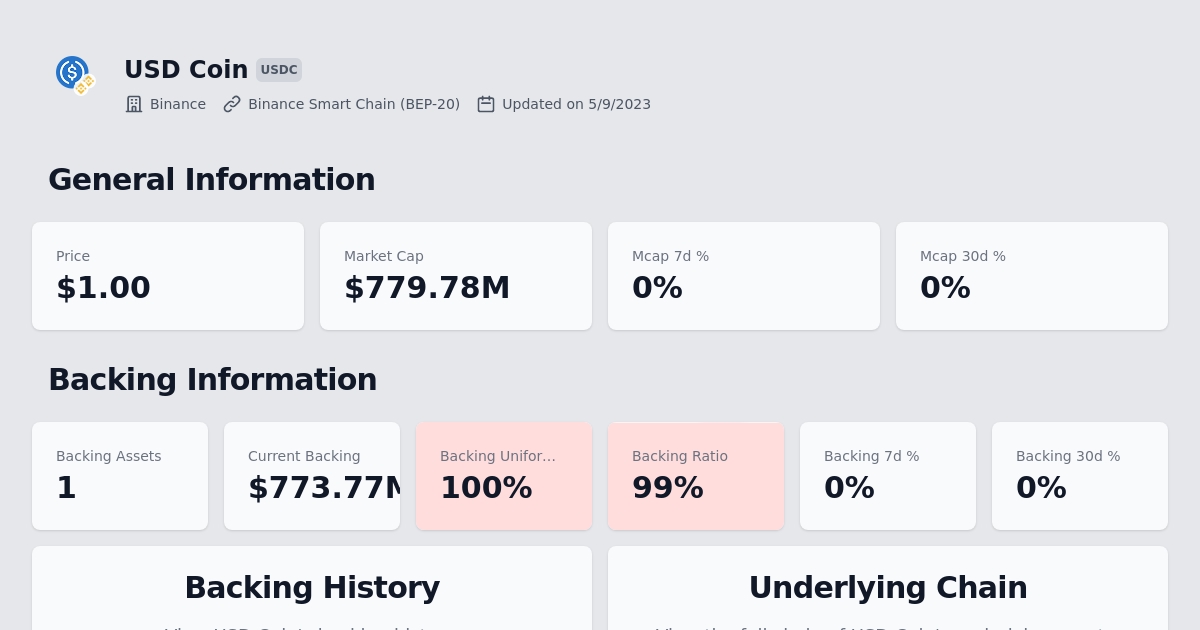 USD Coin USDC
Binance Binance Smart Chain (BEP-20) Updated on 5/9/2023
General Information
Price Market Cap Mcap 7d % Mcap 30d %
$1.00 $779.78M 0% 0%
Backing Information
Backing Assets Current Backing Backing Unifor... Backing Ratio Backing 7d % Backing 30d %
1 $773.77M 100% 99% 0% 0%
Backing History Underlying Chain